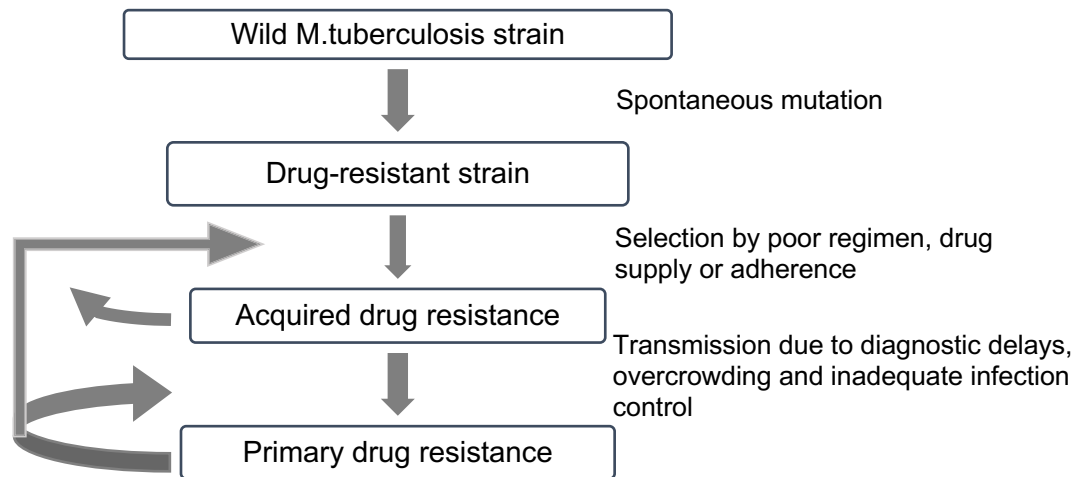 Wild M.tuberculosis strain
Spontaneous mutation
Drug-resistant strain
Selection by poor regimen, drug
supply or adherence
Acquired drug resistance
Transmission due to diagnostic delays,
overcrowding and inadequate infection
control
Primary drug resistance